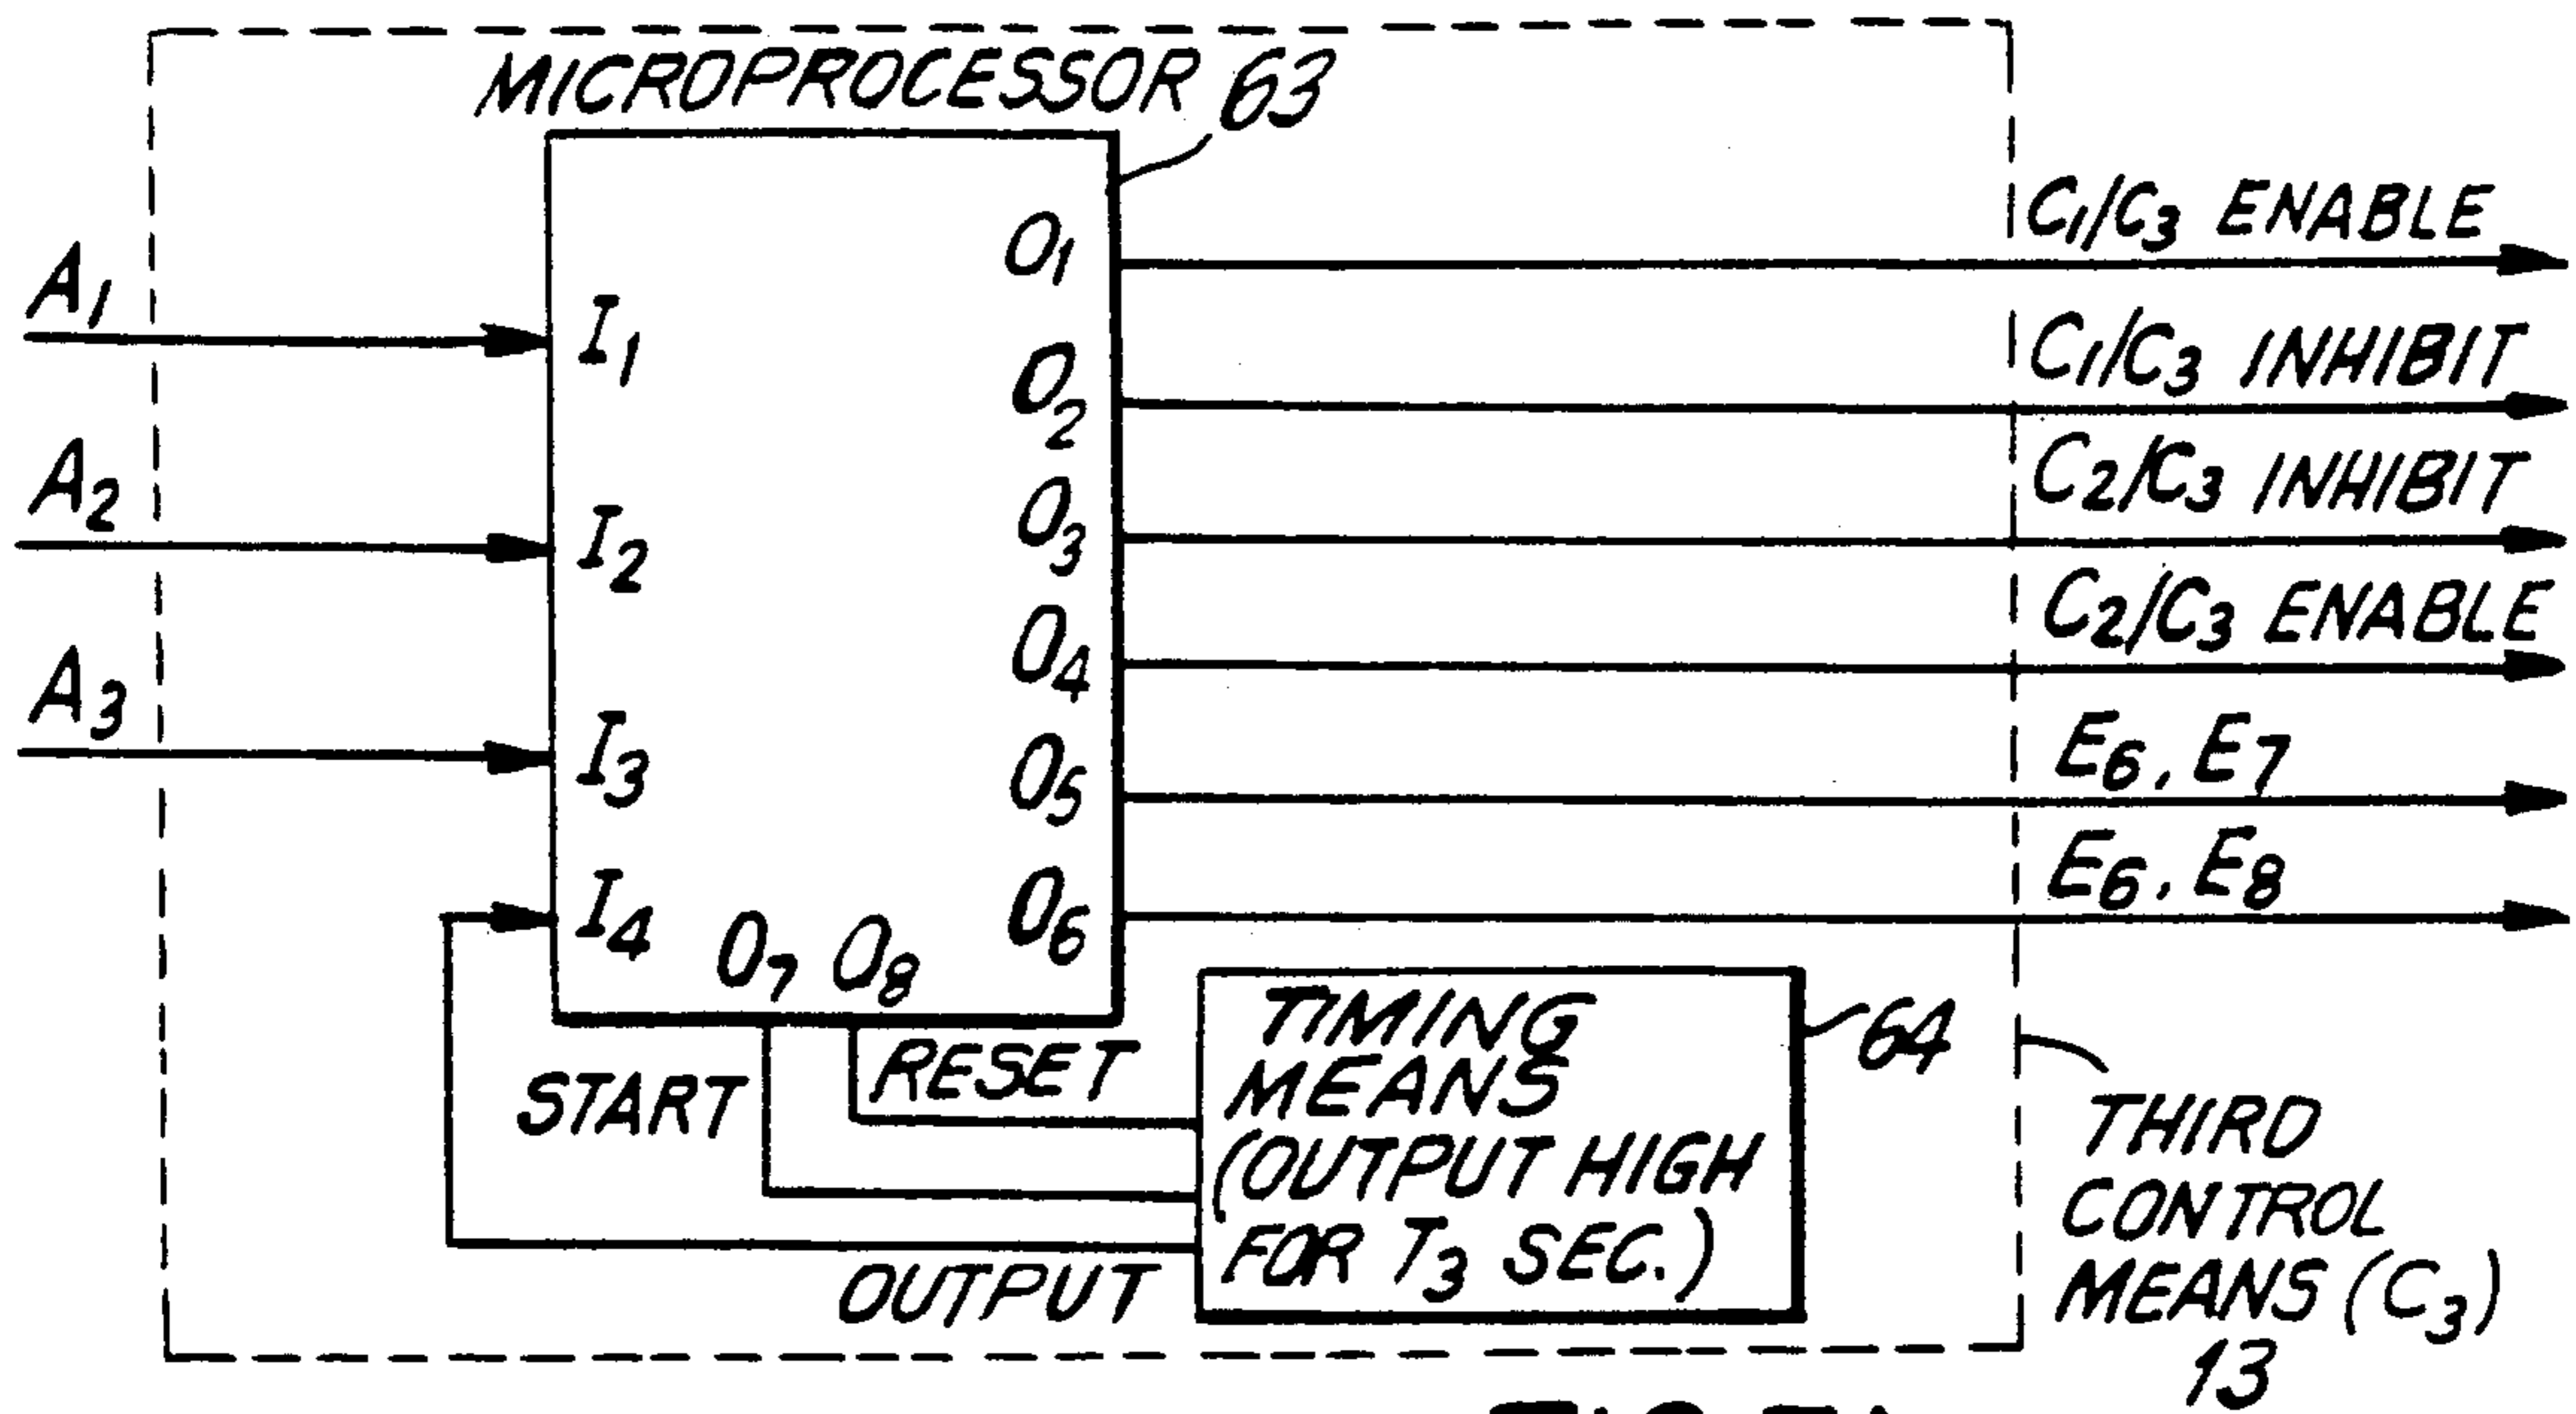 MICROPROCESSOR 63
A1
A2
A3
I1
I2
I3
I4
O1
O2
O3
O4
O5
O6
O7 O8
C1/C3 ENABLE
C1/C3 INHIBIT
C2/C3 INHIBIT
C2/C3 ENABLE
E6, E7
E6, E8
START
RESET
OUTPUT
TIMING
MEANS
(OUTPUT HIGH
FOR T3 SEC.)
64
THIRD
CONTROL
MEANS (C3)
13